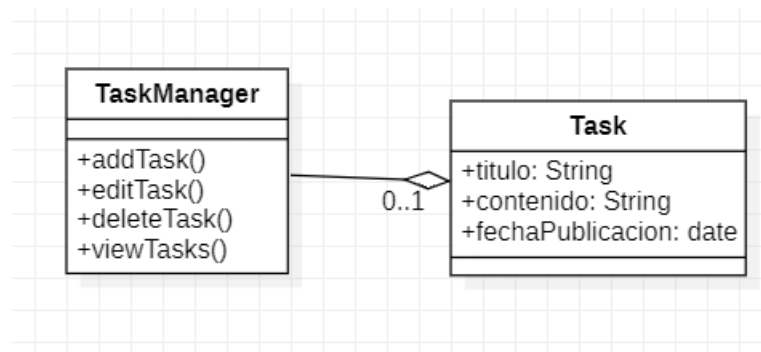 TaskManager
+addTask()
+editTask()
+deleteTask()
+viewTasks()
0..1
Task
+titulo: String
+contenido: String
+fechaPublicacion: date